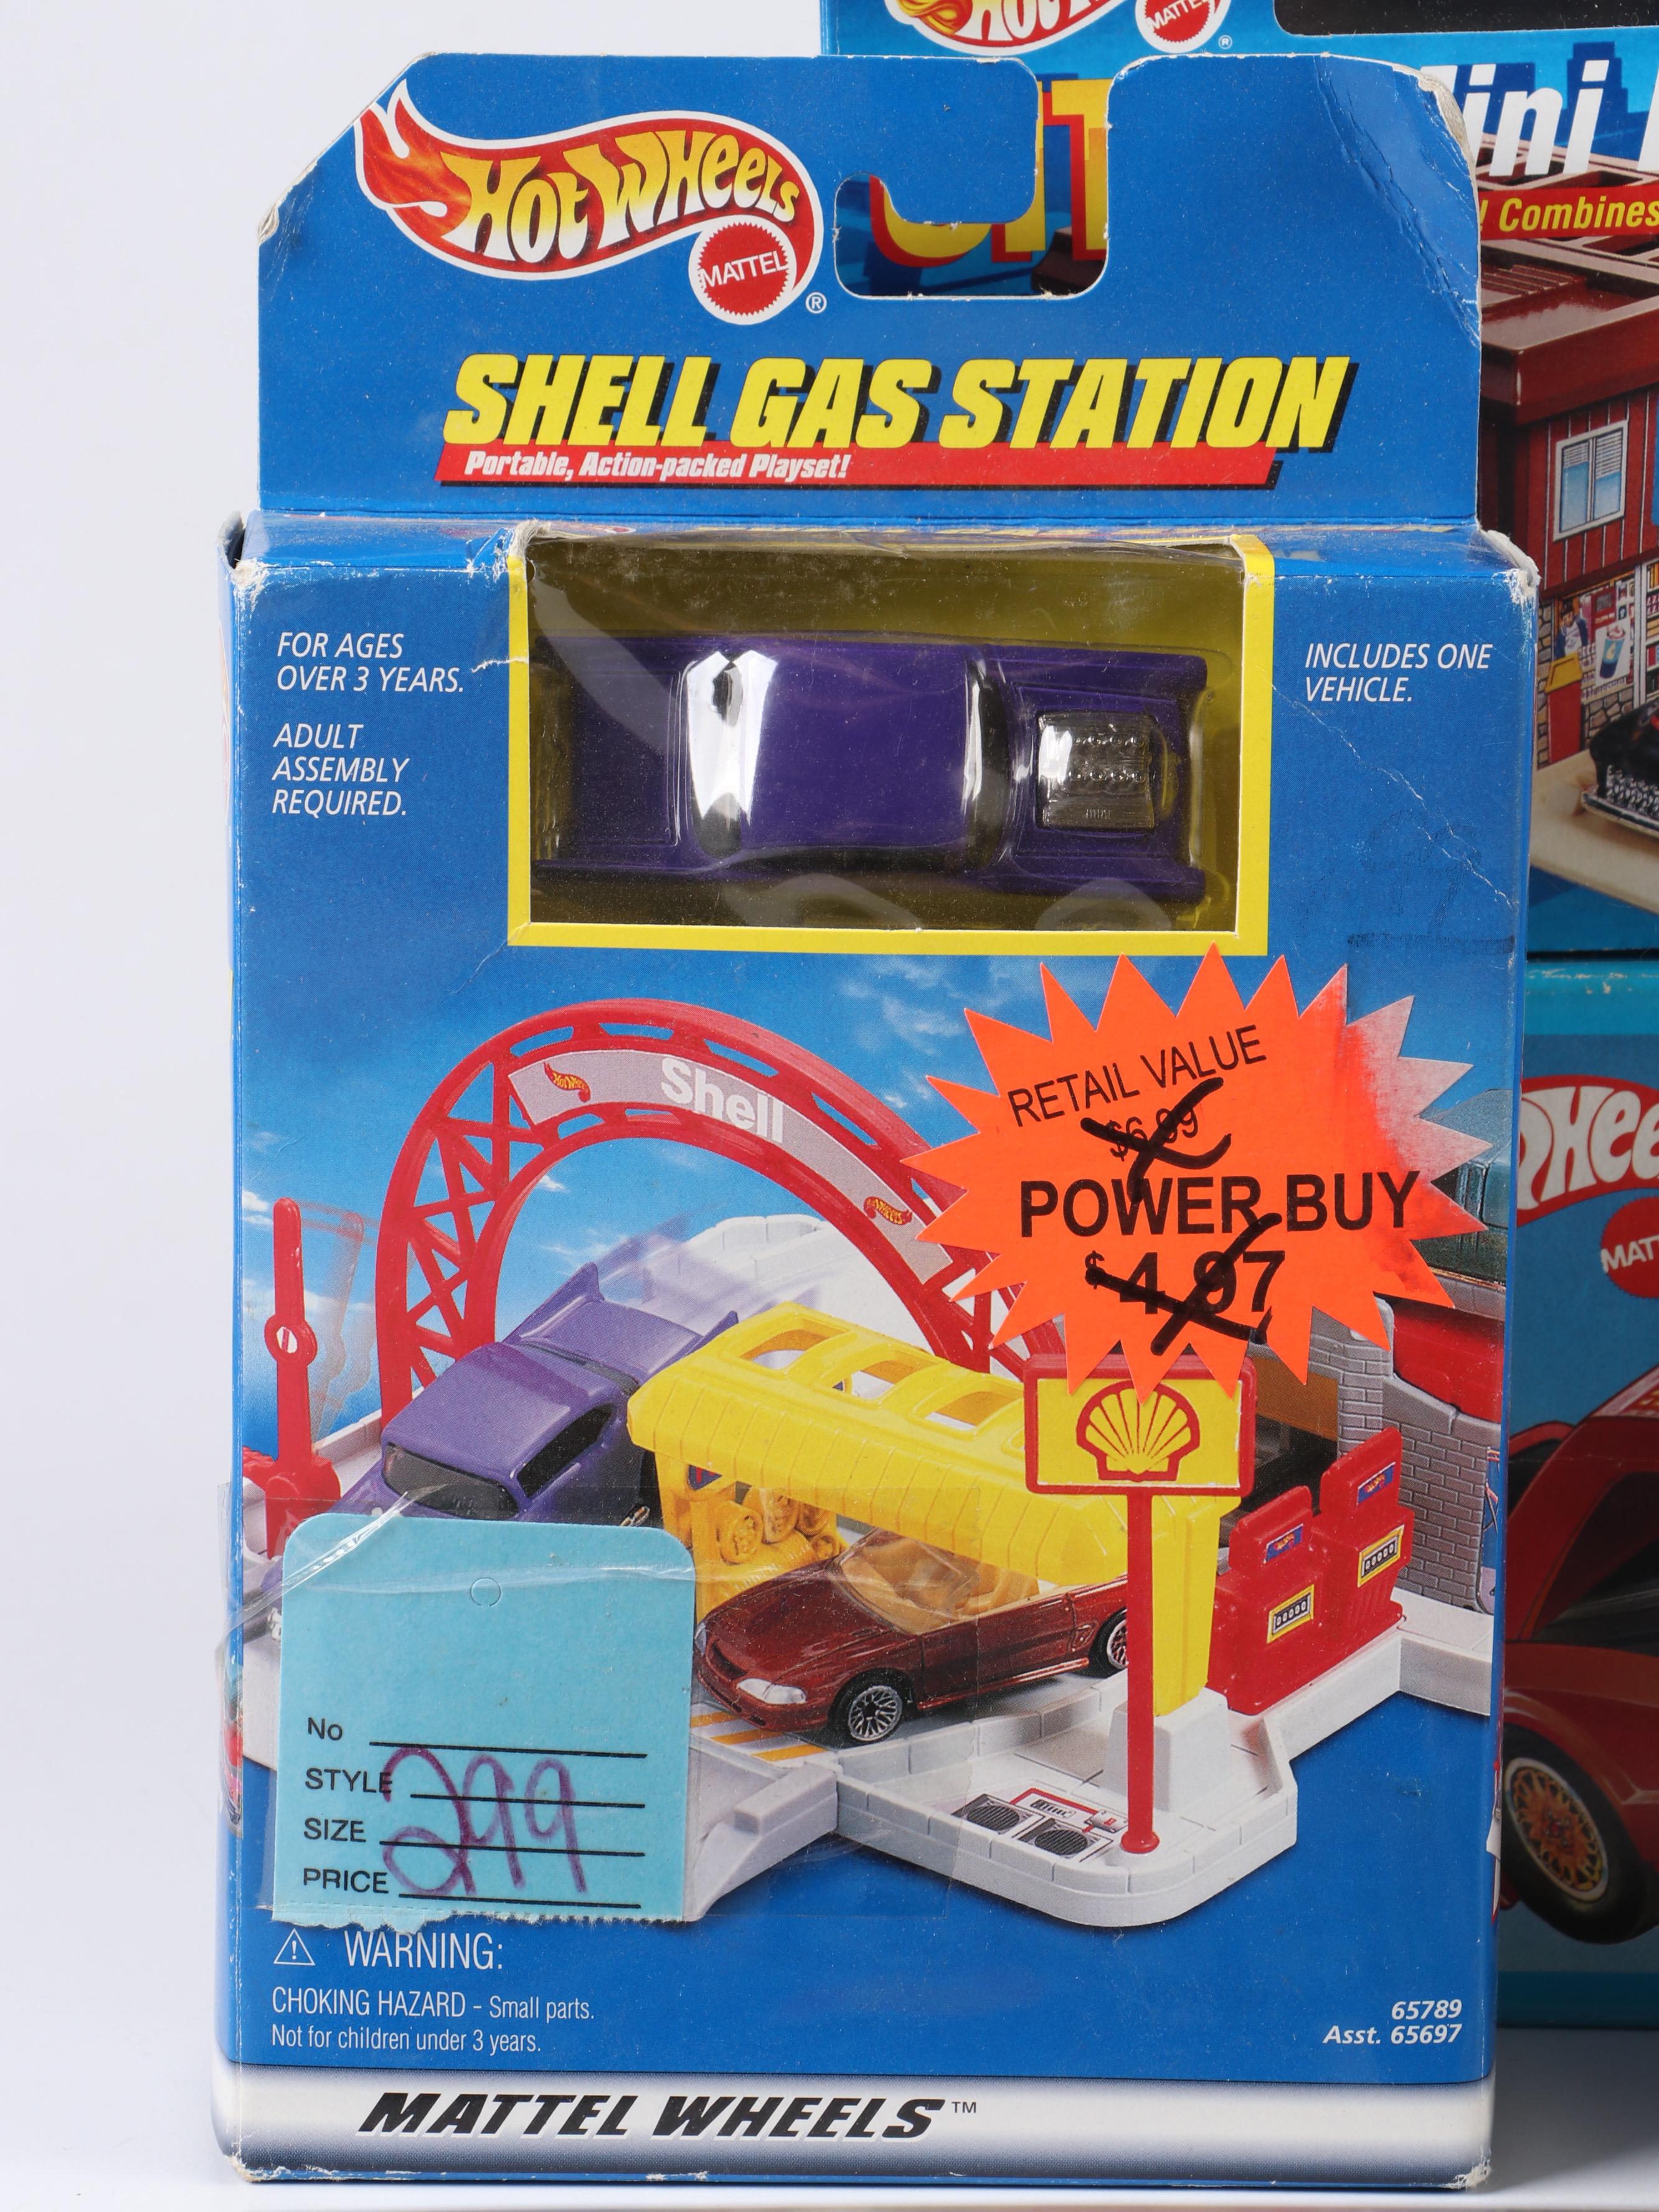 HOT WHEELS
MATTEL
®
SHELL GAS STATION
Portable, Action-packed Playset!
FOR AGES
OVER 3 YEARS.
ADULT
ASSEMBLY
REQUIRED.
INCLUDES ONE
VEHICLE.
Shell
RETAIL VALUE
$6.99
POWER BUY
$4.97
No
STYLE
SIZE
PRICE
299
WARNING:
CHOKING HAZARD - Small parts.
Not for children under 3 years.
65789
Asst. 65697
MATTEL WHEELS™
MATTEL
®
ini
! Combines